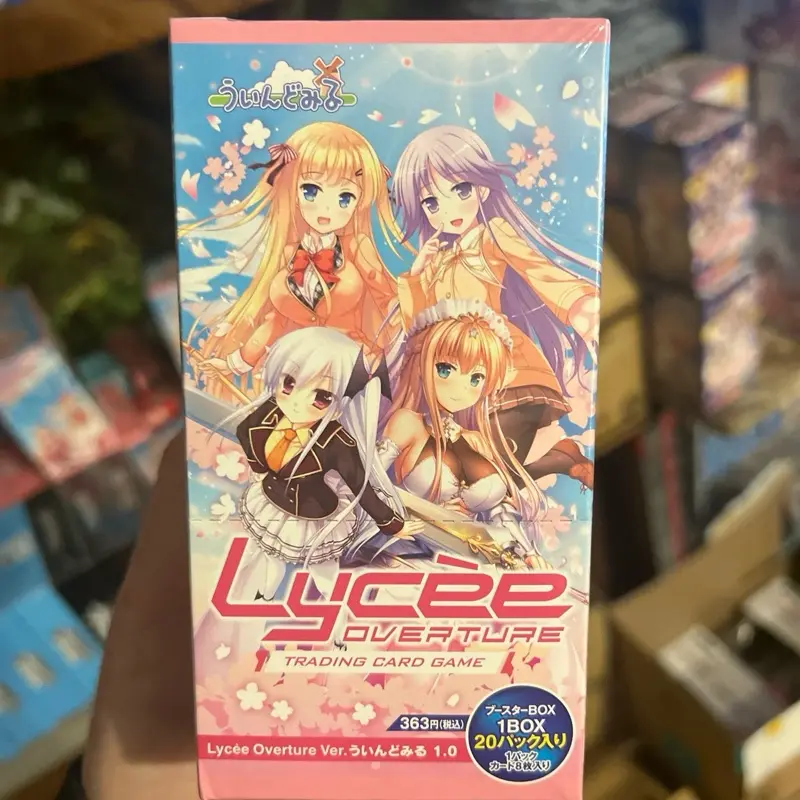 ういんどみる
Lycèe
OVERTURE
TRADING CARD GAME
363円(税込)
ブースターBOX
1BOX
20パック入り
1パック
カード8枚入り
Lycée Overture Ver.ういんどみる 1.0